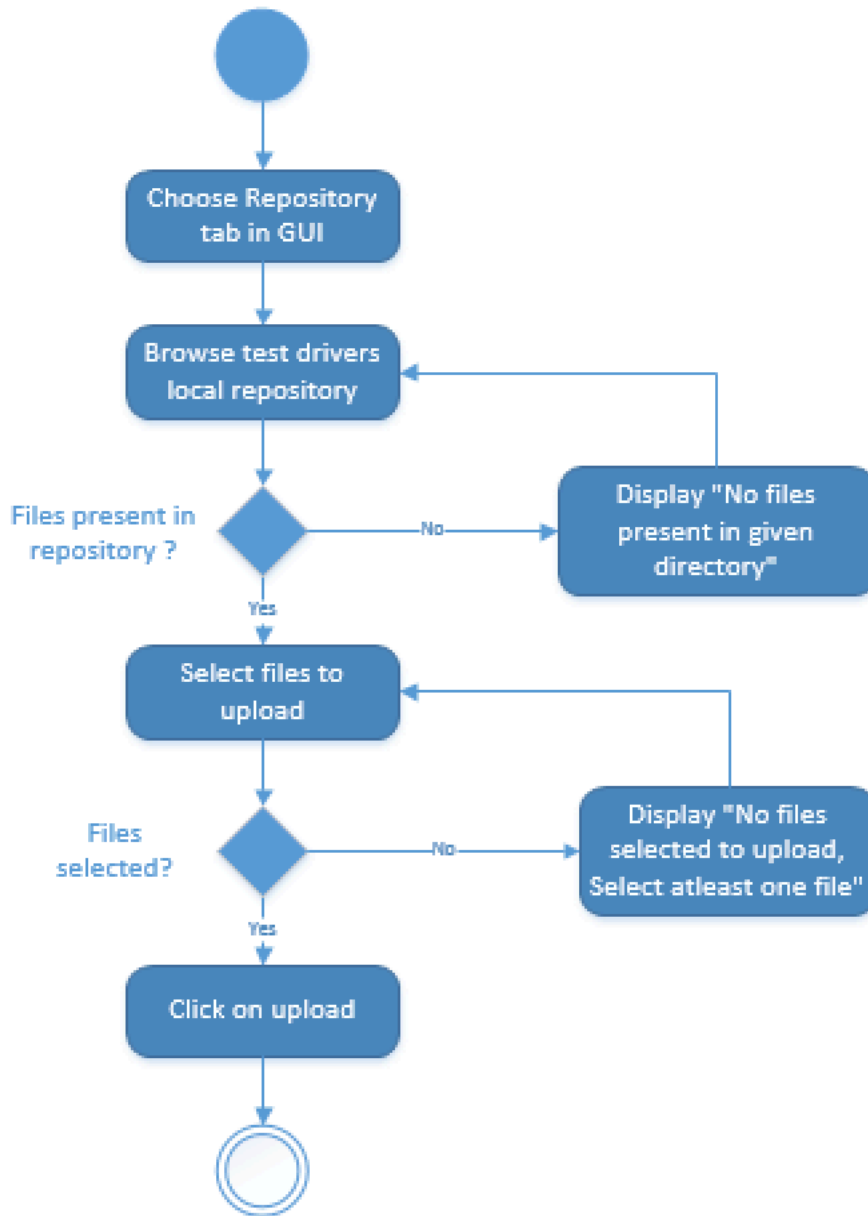 Choose Repository
tab in GUI
Browse test drivers
local repository
Files present in
repository ?
No
Display "No files
present in given
directory"
Yes
Select files to
upload
Files
selected?
No
Display "No files
selected to upload,
Select atleast one file"
Yes
Click on upload